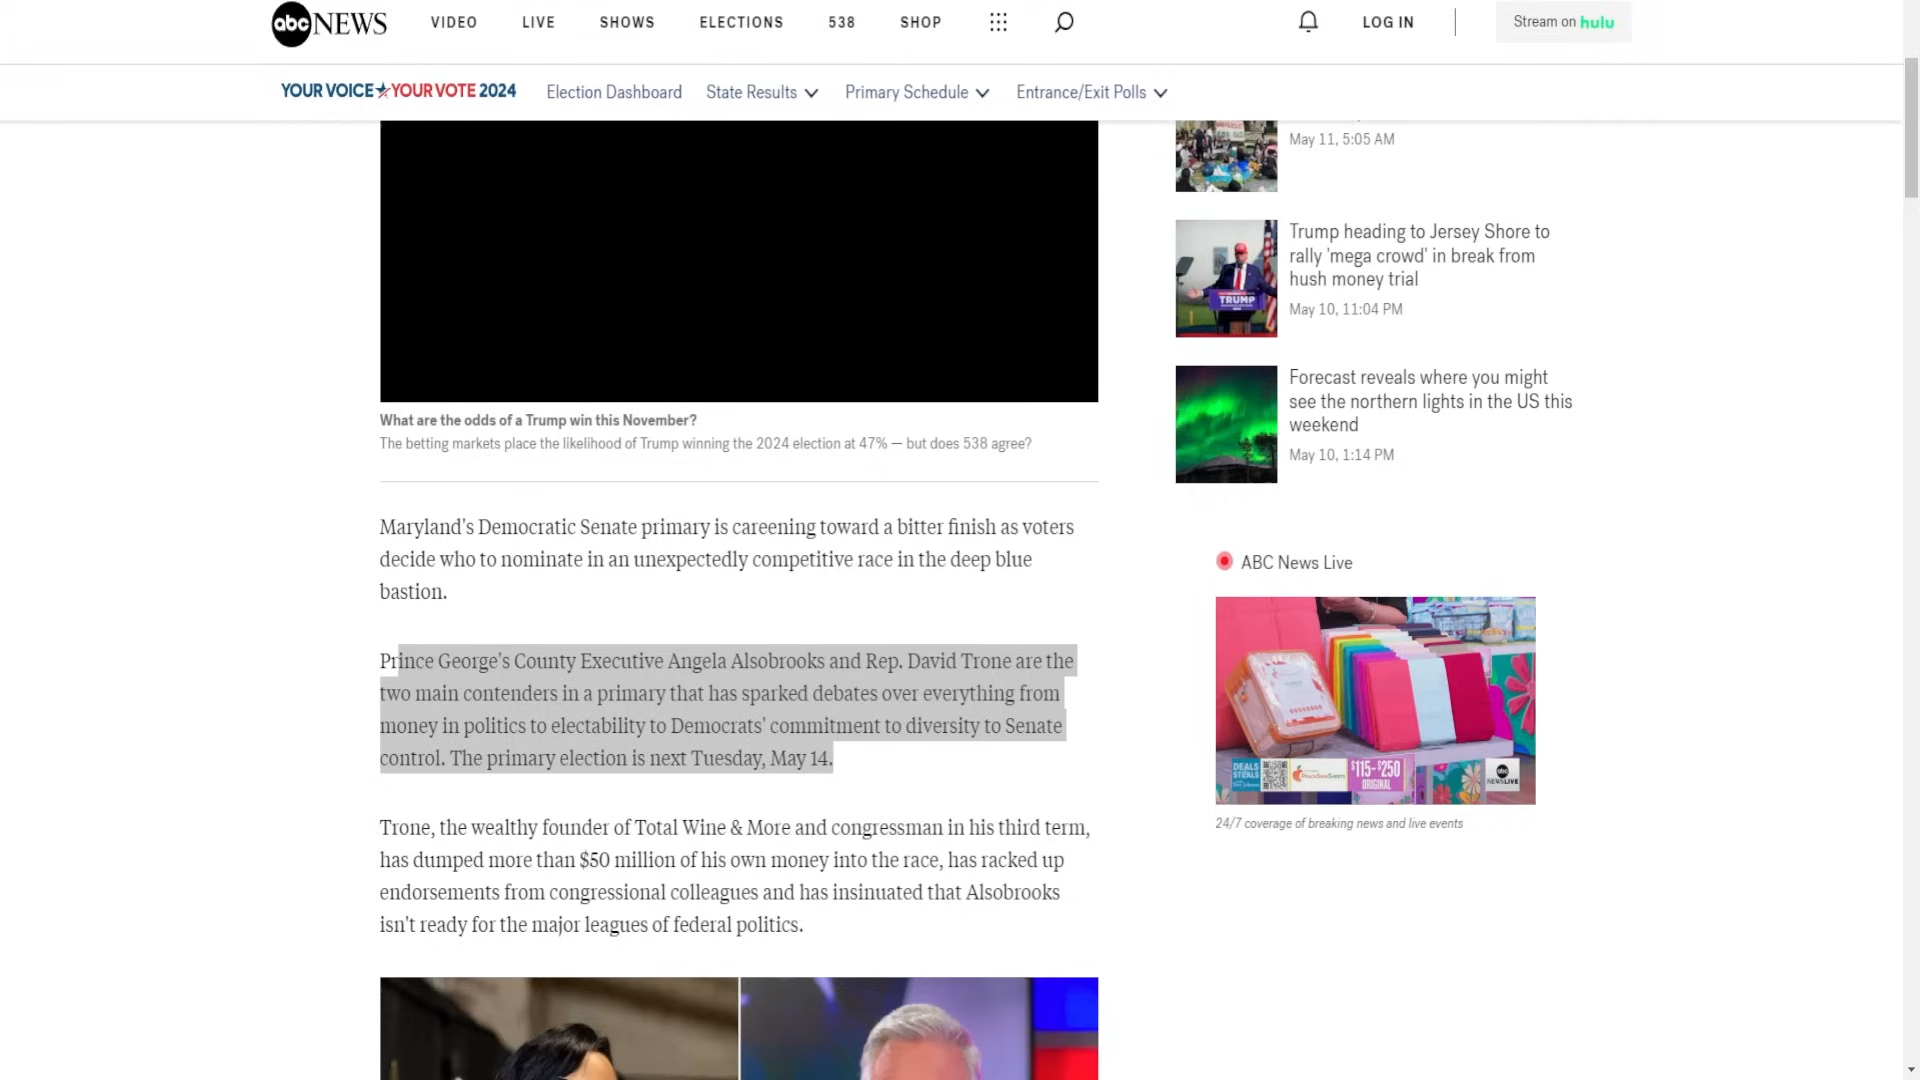 abc NEWS
VIDEO
LIVE
SHOWS
ELECTIONS
538
SHOP
LOG IN
Stream on hulu
YOUR VOICE YOUR VOTE 2024
Election Dashboard
State Results
Primary Schedule
Entrance/Exit Polls
What are the odds of a Trump win this November?
The betting markets place the likelihood of Trump winning the 2024 election at 47% — but does 538 agree?
Maryland's Democratic Senate primary is careening toward a bitter finish as voters
decide who to nominate in an unexpectedly competitive race in the deep blue
bastion.
Prince George's County Executive Angela Alsobrooks and Rep. David Trone are the
two main contenders in a primary that has sparked debates over everything from
money in politics to electability to Democrats' commitment to diversity to Senate
control. The primary election is next Tuesday, May 14.
Trone, the wealthy founder of Total Wine & More and congressman in his third term,
has dumped more than $50 million of his own money into the race, has racked up
endorsements from congressional colleagues and has insinuated that Alsobrooks
isn't ready for the major leagues of federal politics.
May 11, 5:05 AM
TRUMP
Trump heading to Jersey Shore to
rally 'mega crowd' in break from
hush money trial
May 10, 11:04 PM
Forecast reveals where you might
see the northern lights in the US this
weekend
May 10, 1:14 PM
ABC News Live
DEALS
STEALS
$115-$250
ORIGINAL
abc
NEWS LIVE
24/7 coverage of breaking news and live events